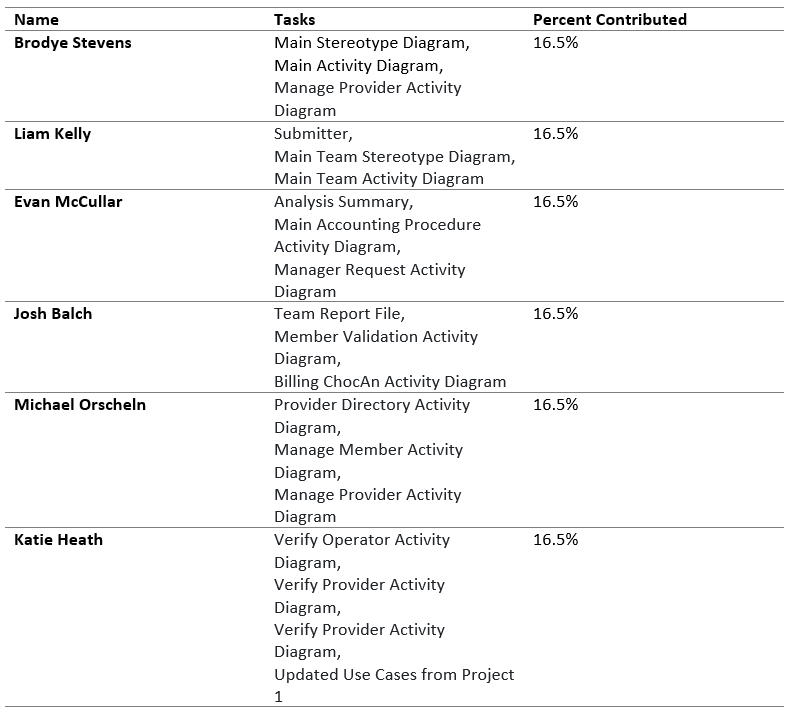 Name Tasks Percent Contributed
Brodye Stevens Main Stereotype Diagram, 16.5%
Main Activity Diagram,
Manage Provider Activity
Diagram
Liam Kelly Submitter, 16.5%
Main Team Stereotype Diagram,
Main Team Activity Diagram
Evan McCullar Analysis Summary, 16.5%
Main Accounting Procedure
Activity Diagram,
Manager Request Activity
Diagram
Josh Balch Team Report File, 16.5%
Member Validation Activity
Diagram,
Billing ChocAn Activity Diagram
Michael Orscheln Provider Directory Activity 16.5%
Diagram,
Manage Member Activity
Diagram,
Manage Provider Activity
Diagram
Katie Heath Verify Operator Activity 16.5%
Diagram,
Verify Provider Activity
Diagram,
Verify Provider Activity
Diagram,
Updated Use Cases from Project
1